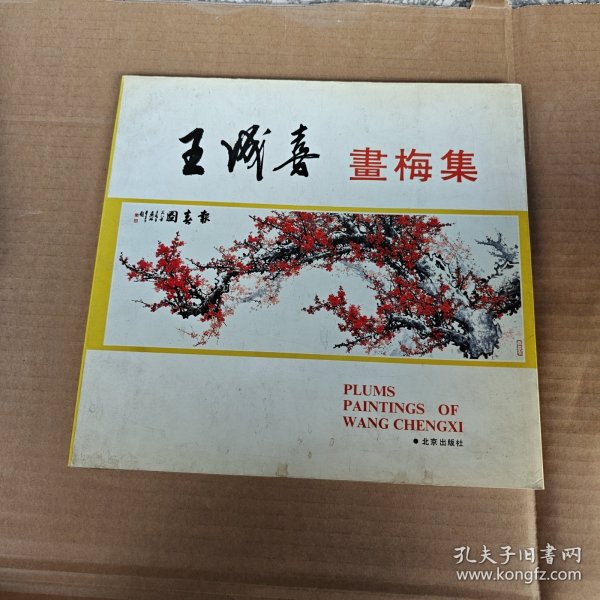 王成喜 畫梅集
報春圖
PLUMS
PAINTINGS OF
WANG CHENGXI
●北京出版社
孔夫子旧书网
www.kongfz.com